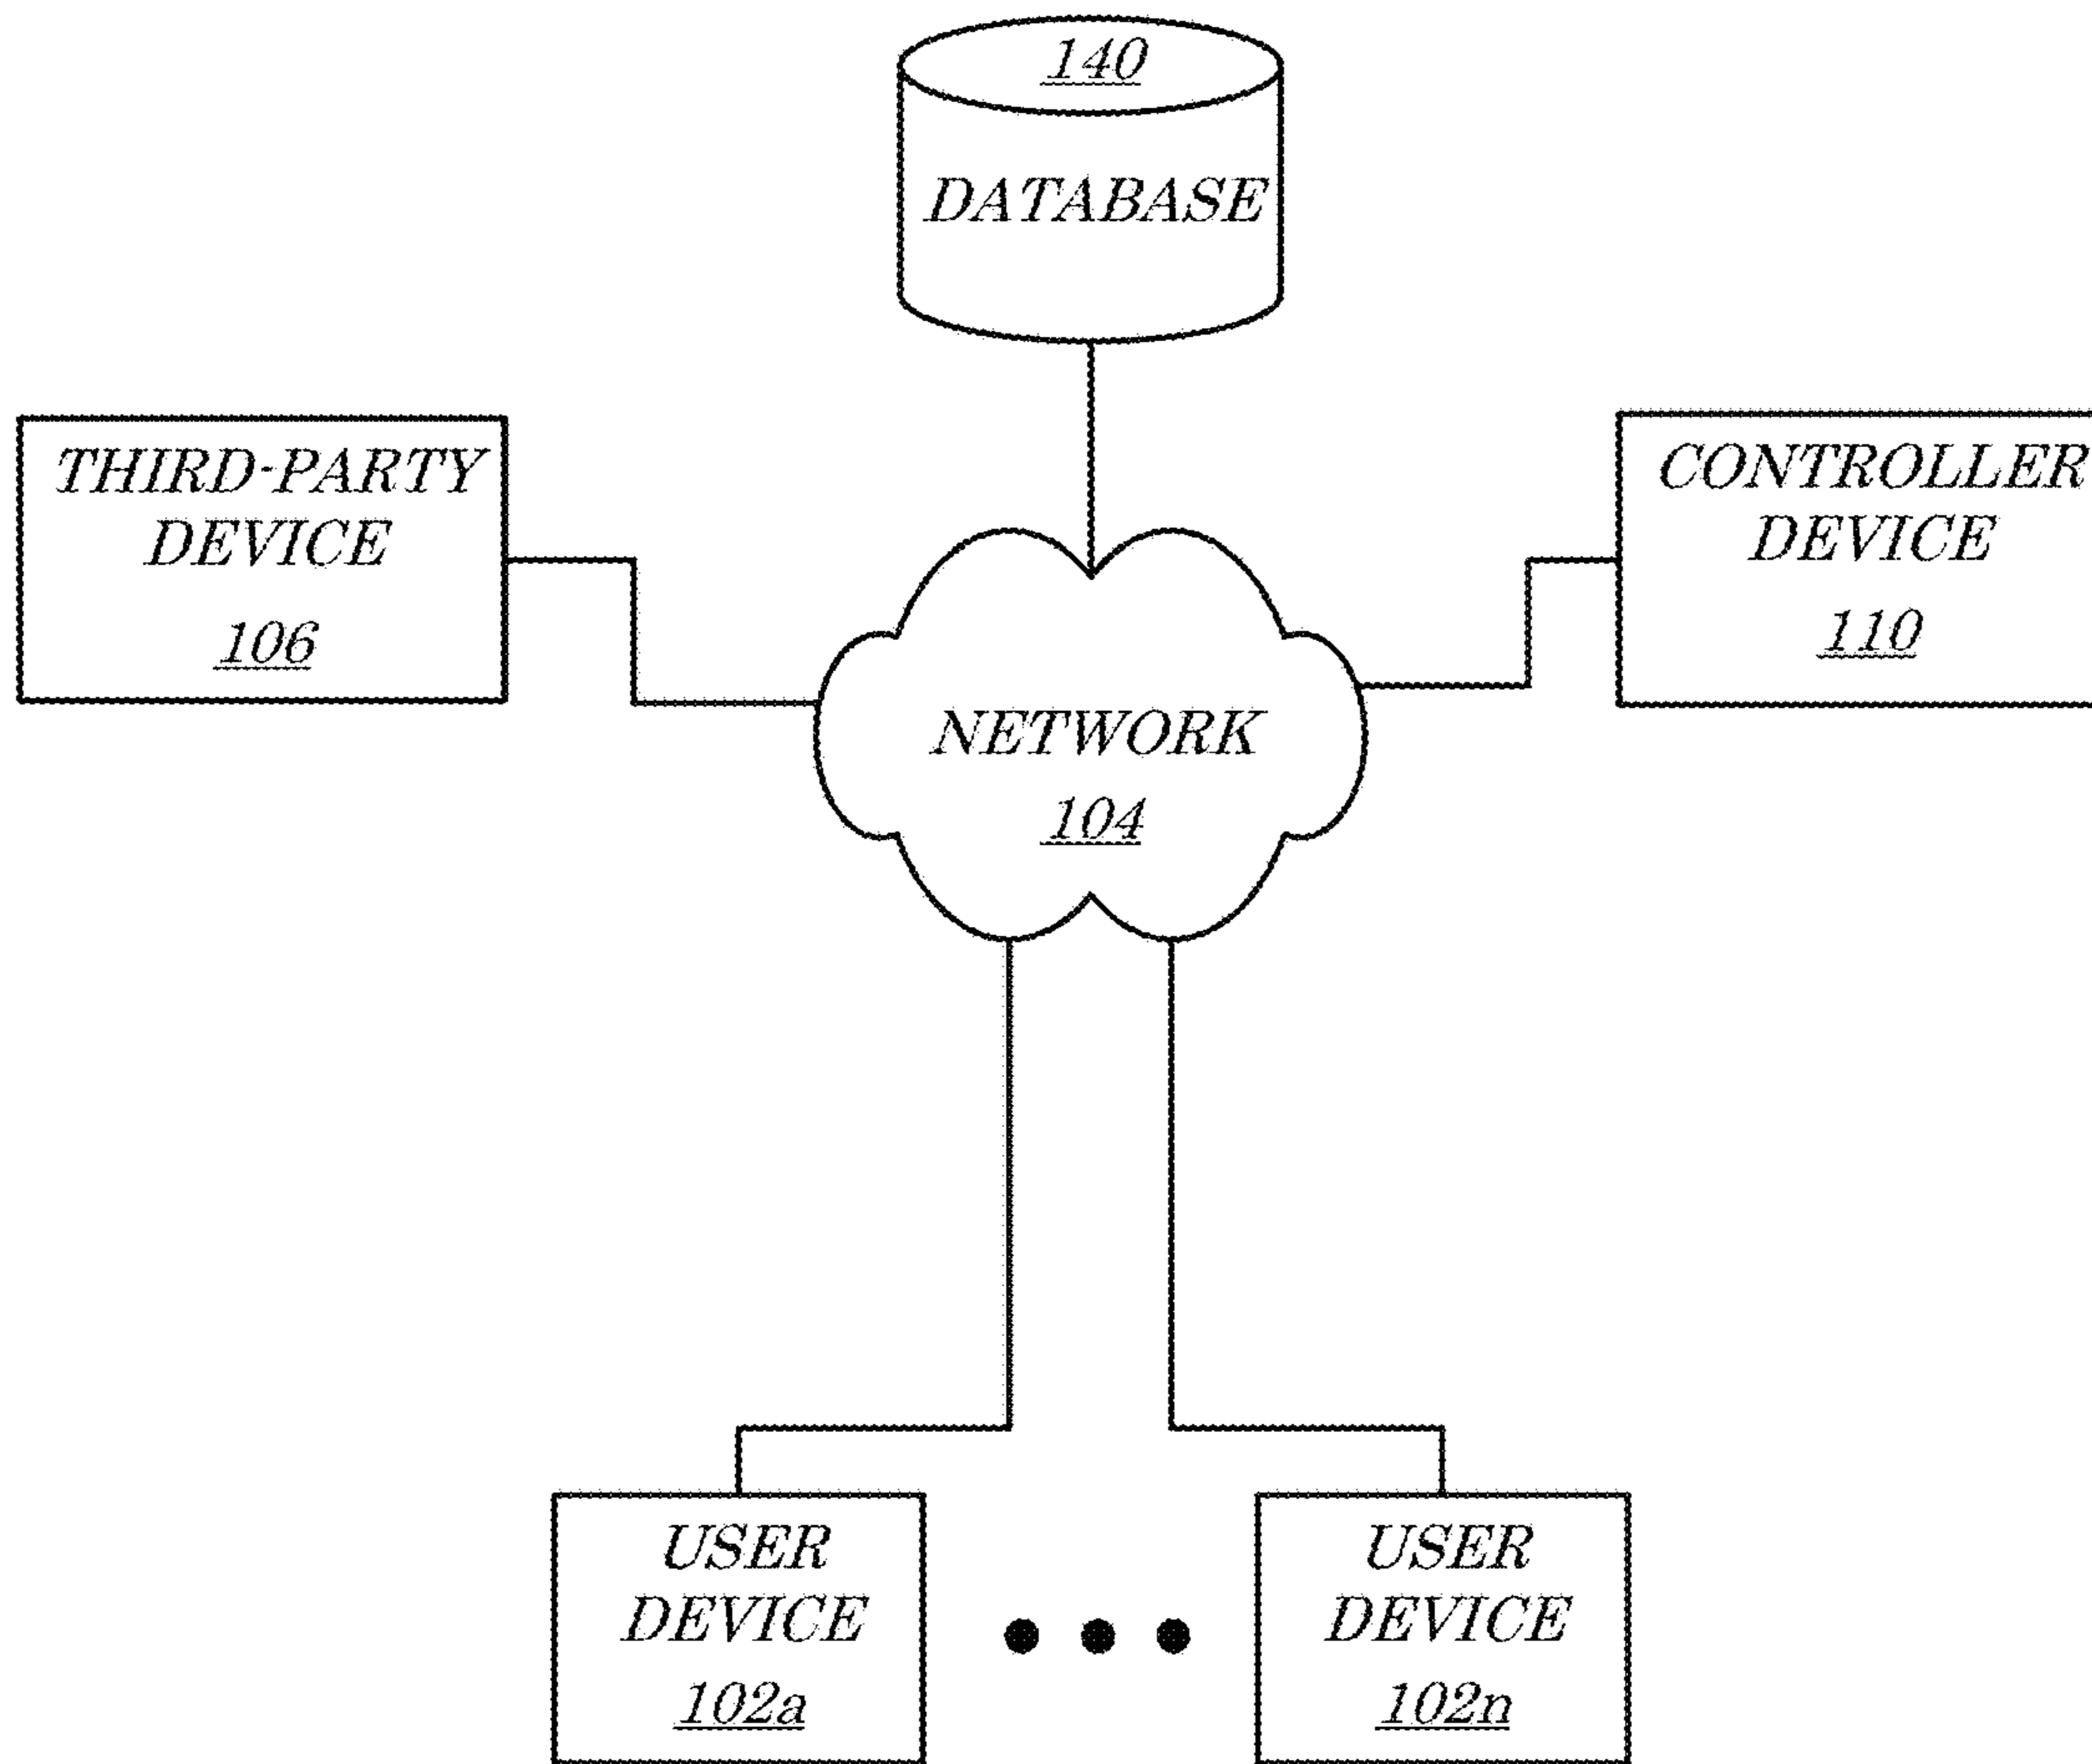 140
DATABASE
THIRD-PARTY
DEVICE
106
CONTROLLER
DEVICE
110
NETWORK
104
USER
DEVICE
102a
USER
DEVICE
102n